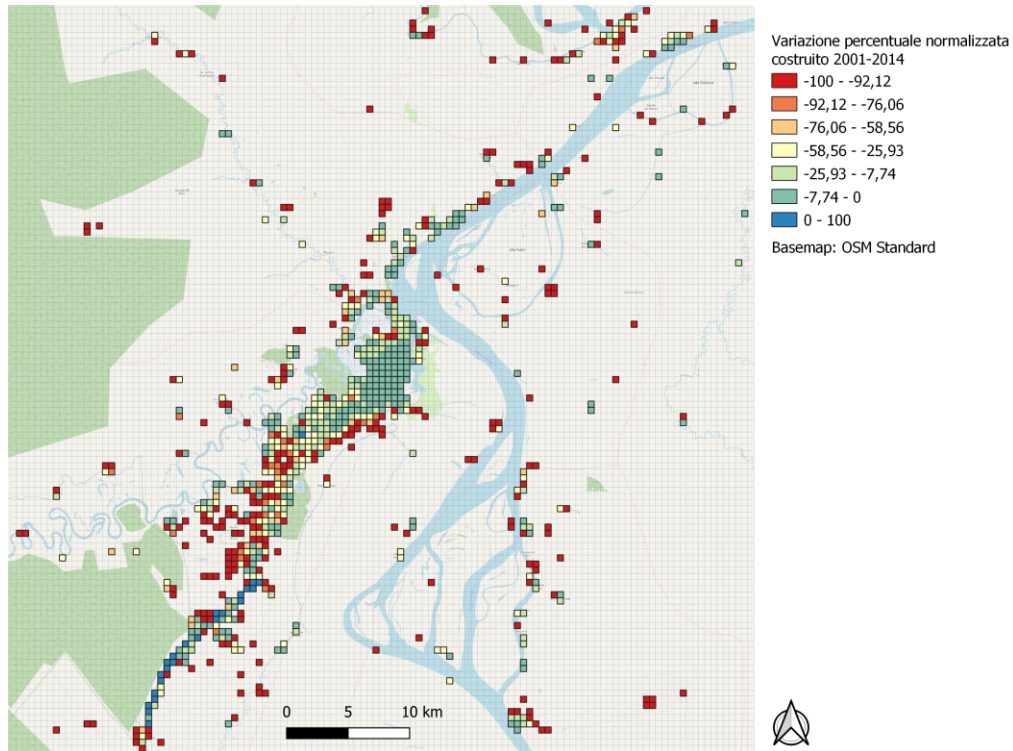 Variazione percentuale normalizzata
costruito 2001-2014
-100 - -92,12
-92,12 - -76,06
-76,06 - -58,56
-58,56 - -25,93
-25,93 - -7,74
-7,74 - 0
0 - 100
Basemap: OSM Standard
0 5 10 km